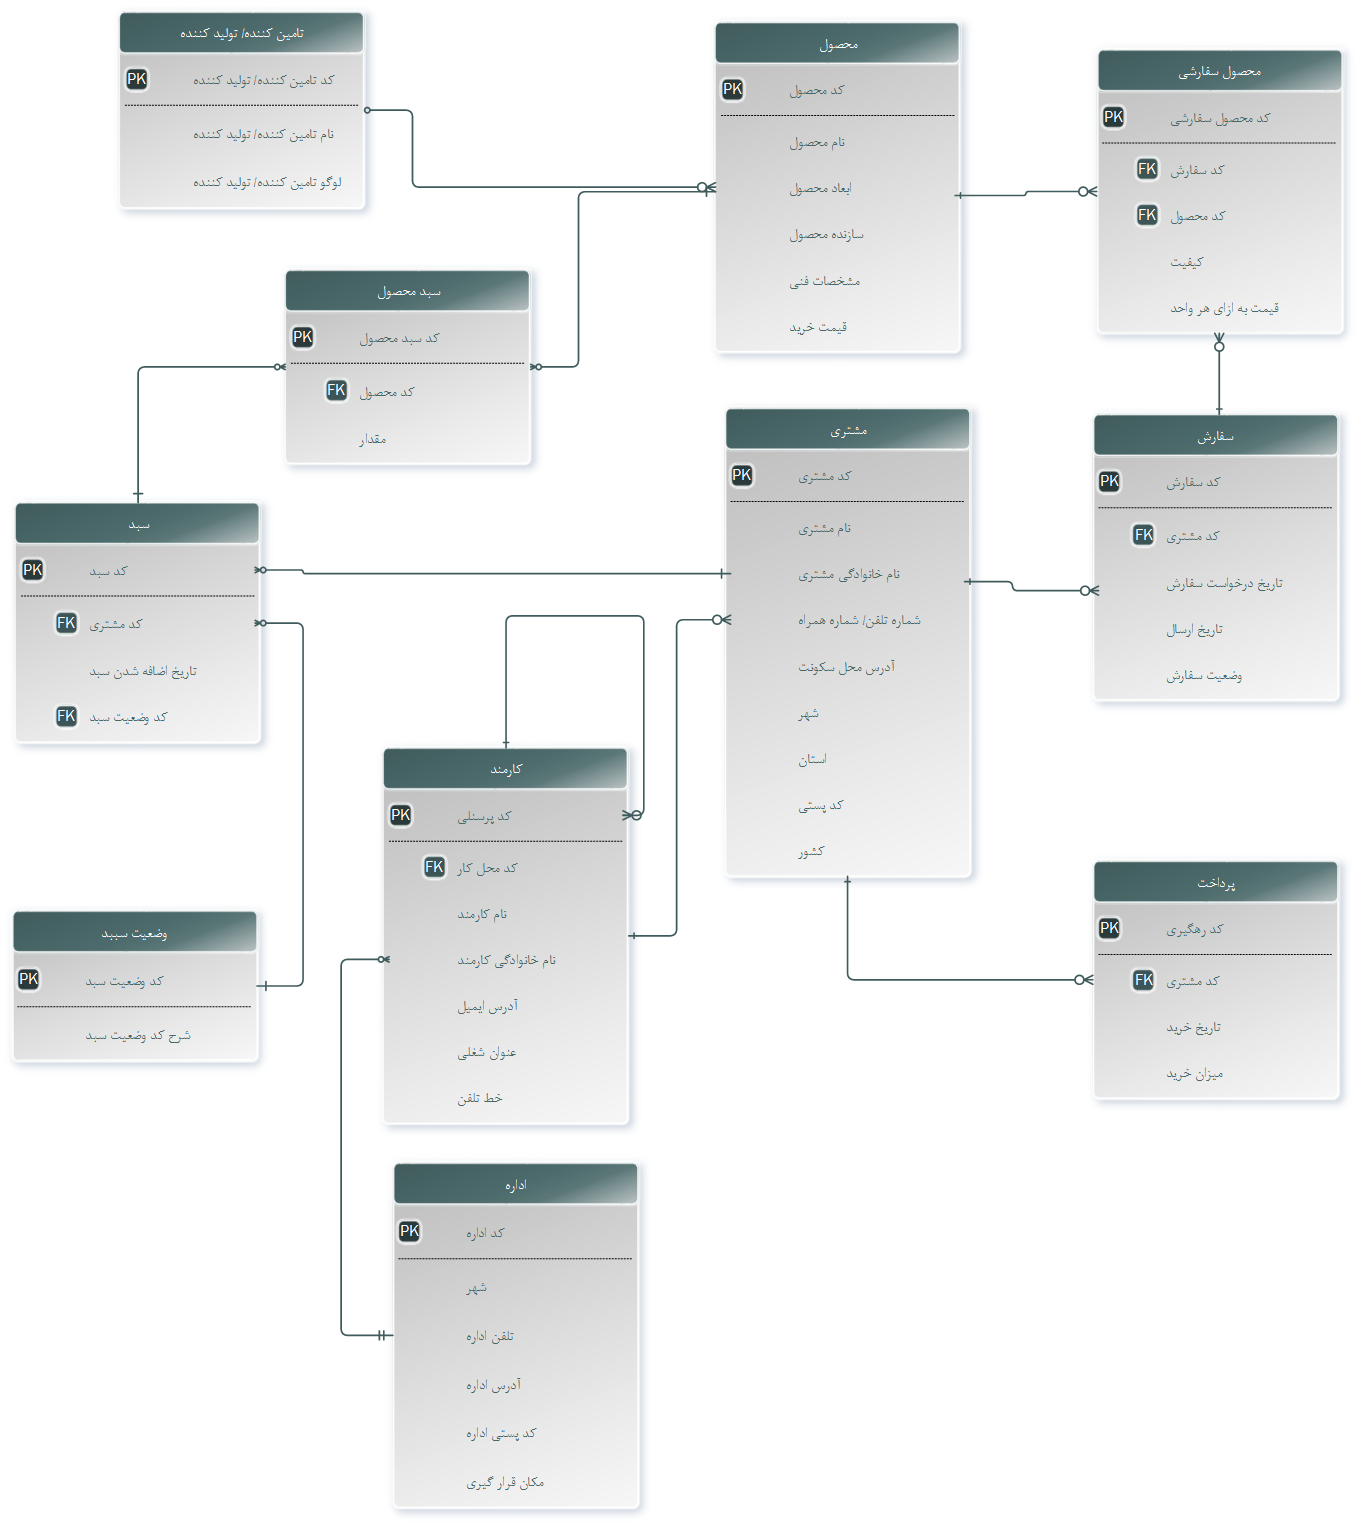 تامین کننده/ تولید کننده
PK
کد تامین کننده/ تولید کننده
نام تامین کننده/ تولید کننده
لوگو تامین کننده/ تولید کننده
محصول
PK
کد محصول
نام محصول
ابعاد محصول
سازنده محصول
مشخصات فنی
قیمت خرید
محصول سفارشی
PK
کد محصول سفارشی
FK
کد سفارش
FK
کد محصول
کیفیت
قیمت به ازای هر واحد
سبد محصول
PK
کد سبد محصول
FK
کد محصول
مقدار
مشتری
PK
کد مشتری
نام مشتری
نام خانوادگی مشتری
شماره تلفن/ شماره همراه
آدرس محل سکونت
شهر
استان
کد پستی
کشور
سفارش
PK
کد سفارش
FK
کد مشتری
تاریخ درخواست سفارش
تاریخ ارسال
وضعیت سفارش
سبد
PK
کد سبد
FK
کد مشتری
تاریخ اضافه شدن سبد
FK
کد وضعیت سبد
کارمند
PK
کد پرسنلی
FK
کد محل کار
نام کارمند
نام خانوادگی کارمند
آدرس ایمیل
عنوان شغلی
خط تلفن
پرداخت
PK
کد رهگیری
FK
کد مشتری
تاریخ خرید
میزان خرید
وضعیت سببد
PK
کد وضعیت سبد
شرح کد وضعیت سبد
اداره
PK
کد اداره
شهر
تلفن اداره
آدرس اداره
کد پستی اداره
مکان قرار گیری